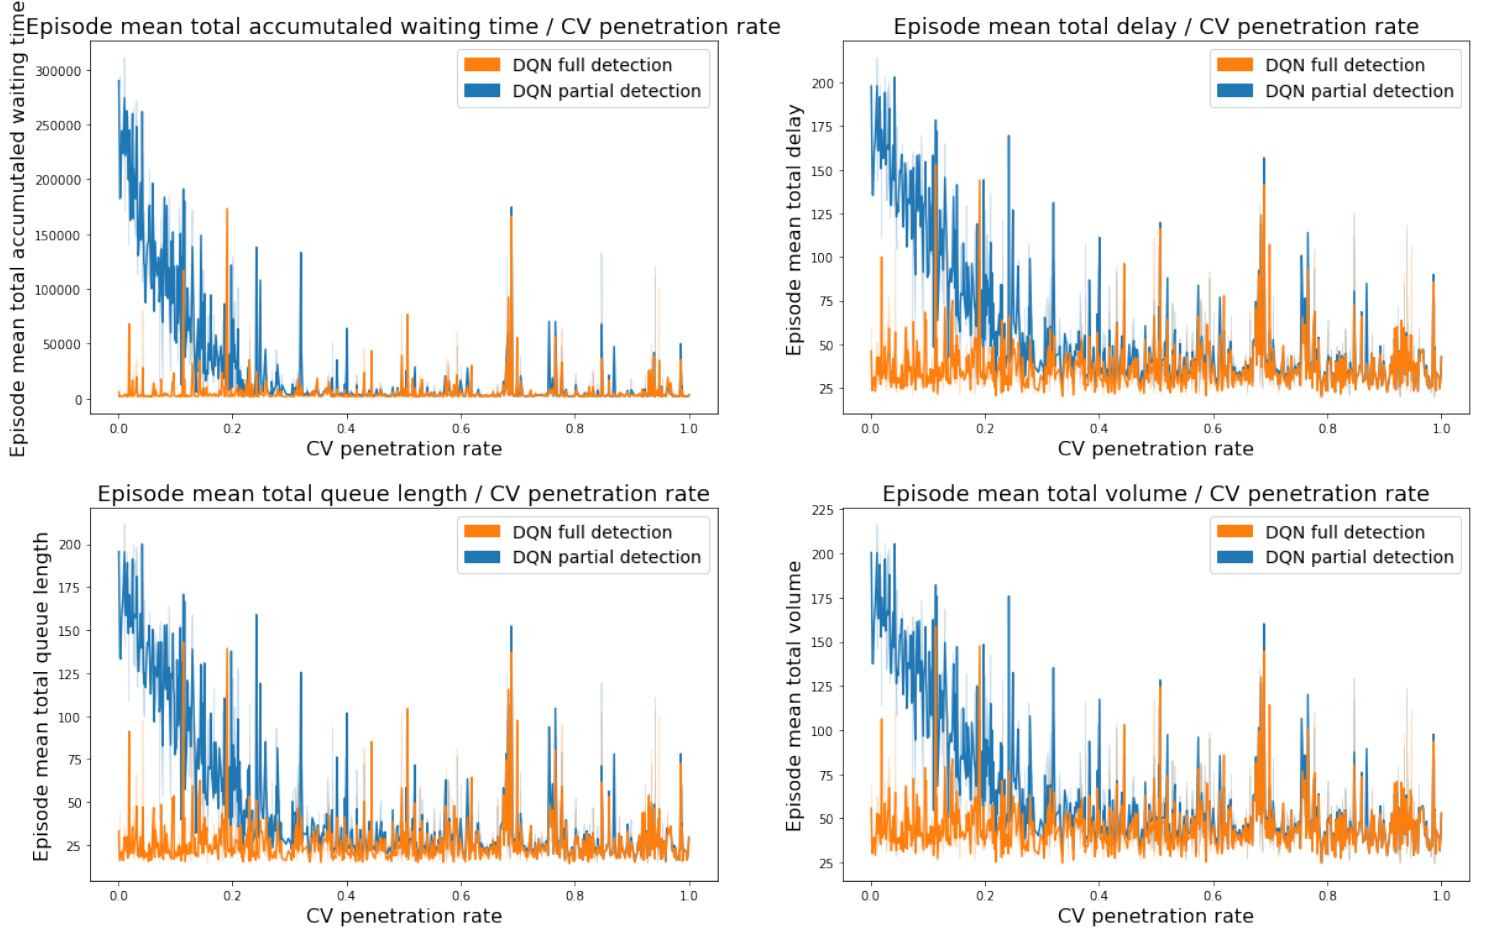 Episode mean total accumutaled waiting time / CV penetration rate
Episode mean total accumutaled waiting time
300000
250000
200000
150000
100000
50000
0
DQN full detection
DQN partial detection
0.0 0.2 0.4 0.6 0.8 1.0
CV penetration rate
Episode mean total delay / CV penetration rate
Episode mean total delay
200
175
150
125
100
75
50
25
DQN full detection
DQN partial detection
0.0 0.2 0.4 0.6 0.8 1.0
CV penetration rate
Episode mean total queue length / CV penetration rate
Episode mean total queue length
200
175
150
125
100
75
50
25
DQN full detection
DQN partial detection
0.0 0.2 0.4 0.6 0.8 1.0
CV penetration rate
Episode mean total volume / CV penetration rate
Episode mean total volume
225
200
175
150
125
100
75
50
25
DQN full detection
DQN partial detection
0.0 0.2 0.4 0.6 0.8 1.0
CV penetration rate